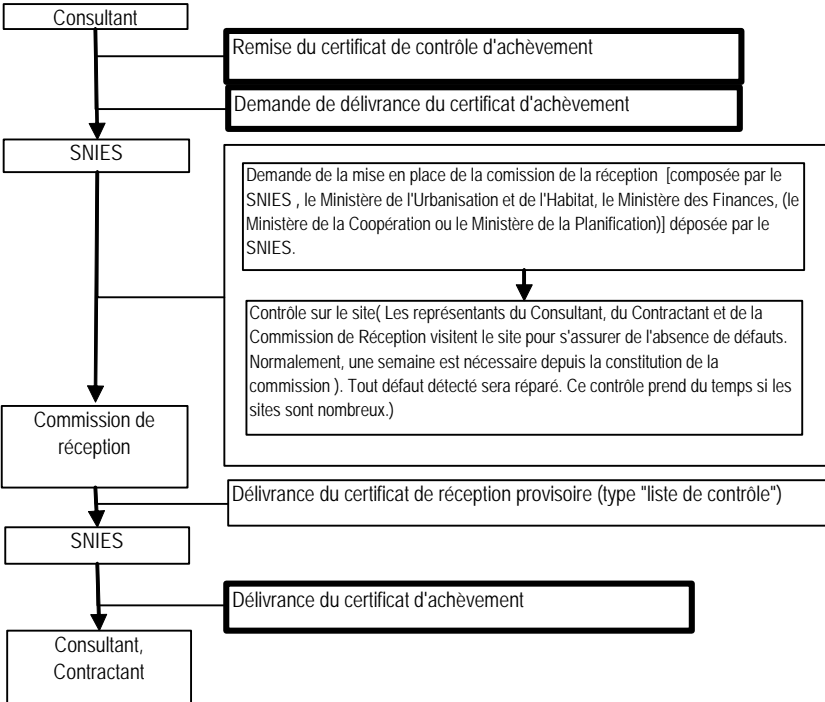 Consultant
Remise du certificat de contrôle d'achèvement
Demande de délivrance du certificat d'achèvement
SNIES
Demande de la mise en place de la comission de la réception [composée par le
SNIES , le Ministère de l'Urbanisation et de l'Habitat, le Ministère des Finances, (le
Ministère de la Coopération ou le Ministère de la Planification)] déposée par le
SNIES.
Contrôle sur le site( Les représentants du Consultant, du Contractant et de la
Commission de Réception visitent le site pour s'assurer de l'absence de défauts.
Normalement, une semaine est nécessaire depuis la constitution de la
commission ). Tout défaut détecté sera réparé. Ce contrôle prend du temps si les
sites sont nombreux.)
Commission de
réception
Délivrance du certificat de réception provisoire (type "liste de contrôle")
SNIES
Délivrance du certificat d'achèvement
Consultant,
Contractant